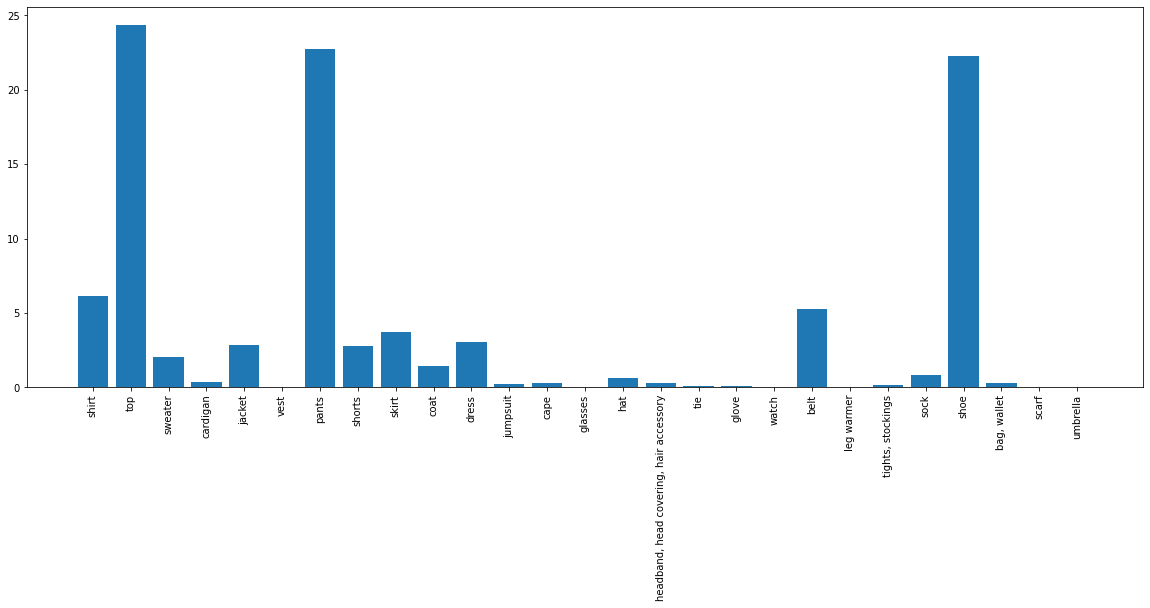 25
20
15
10
5
0
shirt
top
sweater
cardigan
jacket
vest
pants
shorts
skirt
coat
dress
jumpsuit
cape
glasses
hat
headband, head covering, hair accessory
tie
glove
watch
belt
leg warmer
tights, stockings
sock
shoe
bag, wallet
scarf
umbrella